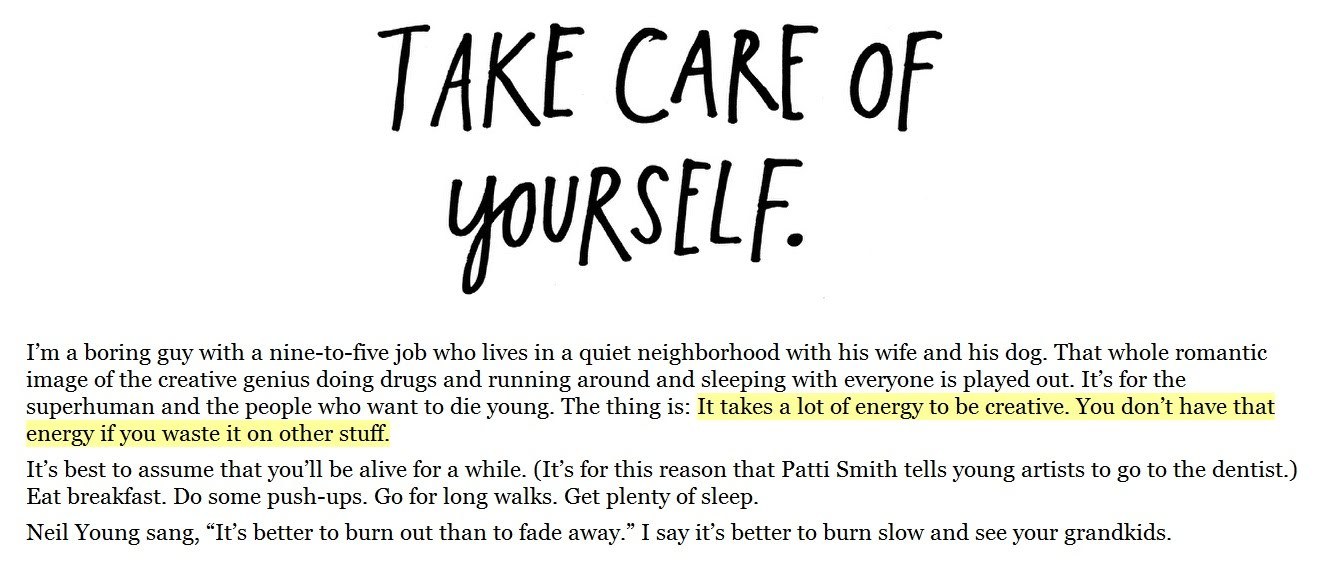 TAKE CARE OF
YOURSELF.
I’m a boring guy with a nine-to-five job who lives in a quiet neighborhood with his wife and his dog. That whole romantic
image of the creative genius doing drugs and running around and sleeping with everyone is played out. It’s for the
superhuman and the people who want to die young. The thing is: It takes a lot of energy to be creative. You don’t have that
energy if you waste it on other stuff.
It’s best to assume that you’ll be alive for a while. (It’s for this reason that Patti Smith tells young artists to go to the dentist.)
Eat breakfast. Do some push-ups. Go for long walks. Get plenty of sleep.
Neil Young sang, “It’s better to burn out than to fade away.” I say it’s better to burn slow and see your grandkids.